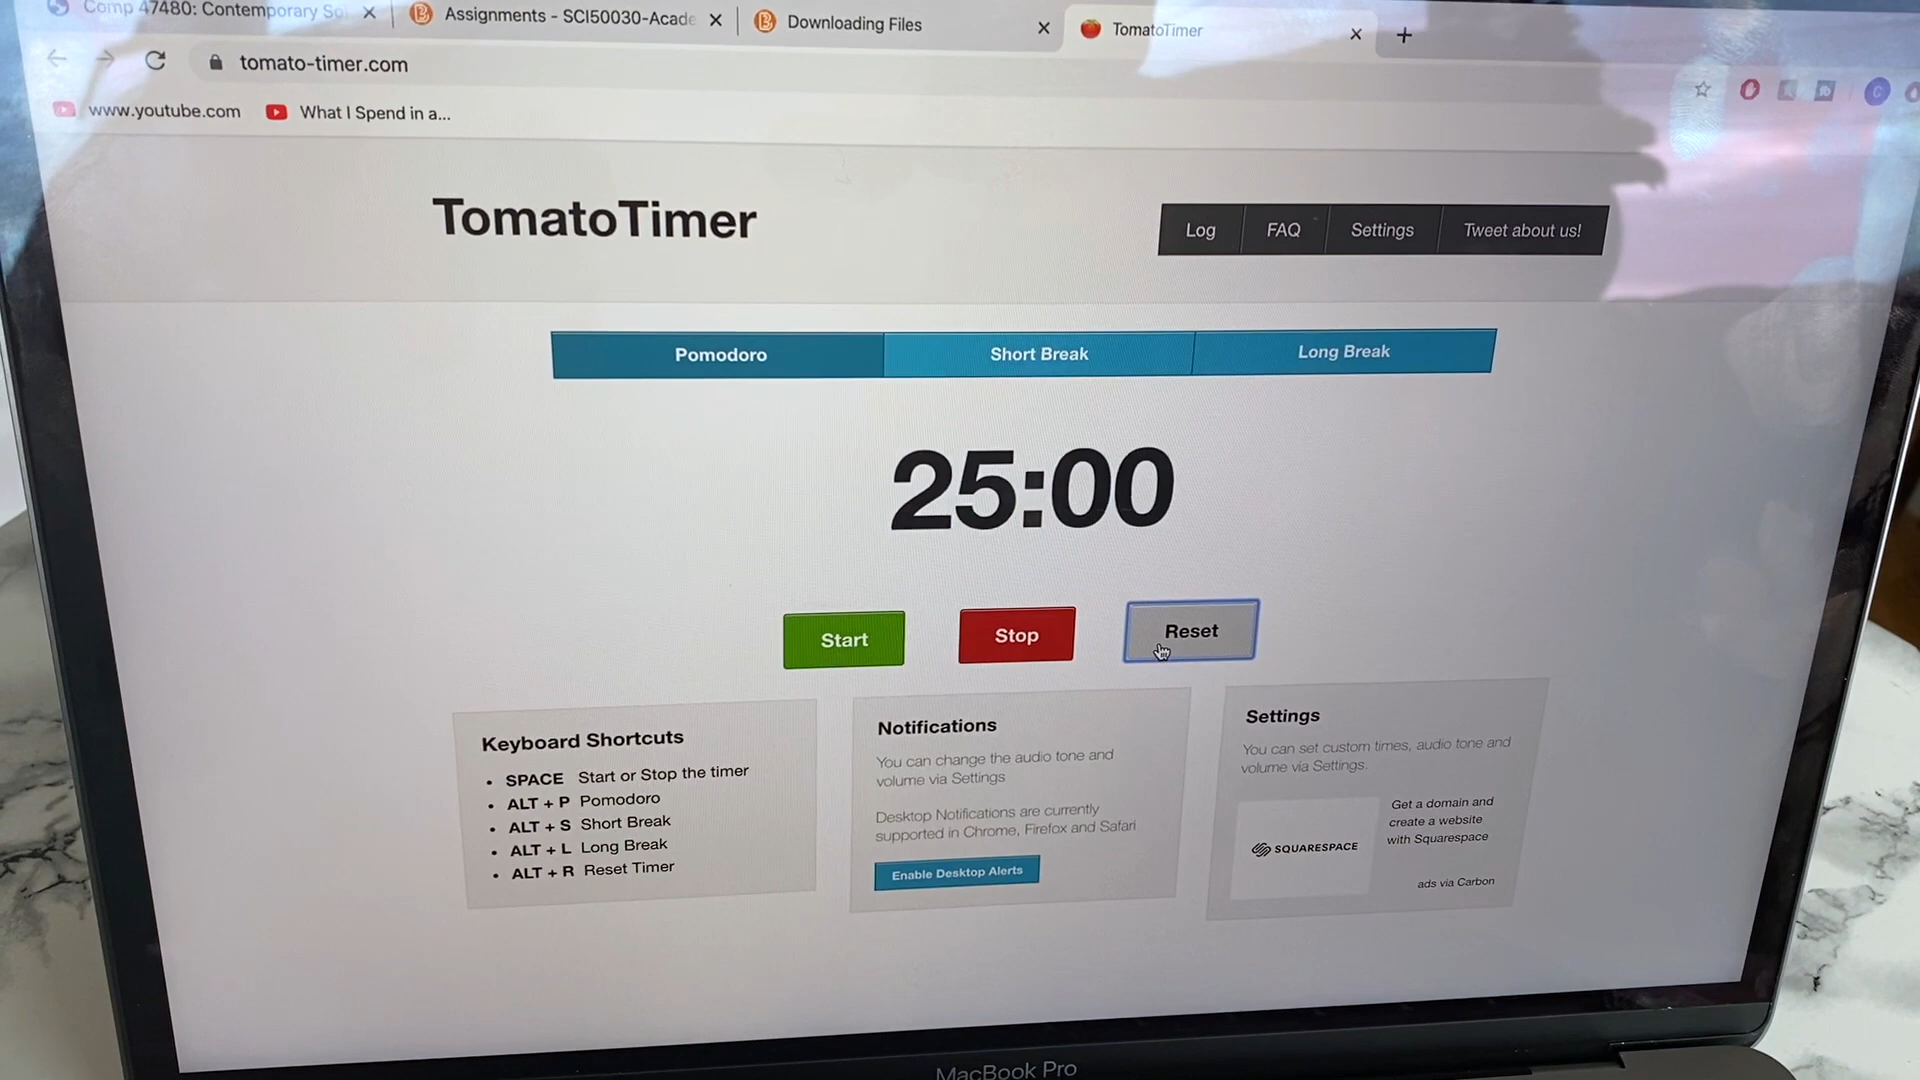 Comp 47480: Contemporary So
Assignments - SCI50030-Acade
Downloading Files
TomatoTimer
tomato-timer.com
www.youtube.com
What I Spend in a...
TomatoTimer
Log
FAQ
Settings
Tweet about us!
Pomodoro
Short Break
Long Break
25:00
Start
Stop
Reset
Keyboard Shortcuts
• SPACE Start or Stop the timer
• ALT + P Pomodoro
• ALT + S Short Break
• ALT + L Long Break
• ALT + R Reset Timer
Notifications
You can change the audio tone and
volume via Settings
Desktop Notifications are currently
supported in Chrome, Firefox and Safari
Enable Desktop Alerts
Settings
You can set custom times, audio tone and
volume via Settings.
SQUARESPACE
Get a domain and
create a website
with Squarespace
ads via Carbon
MacBook Pro